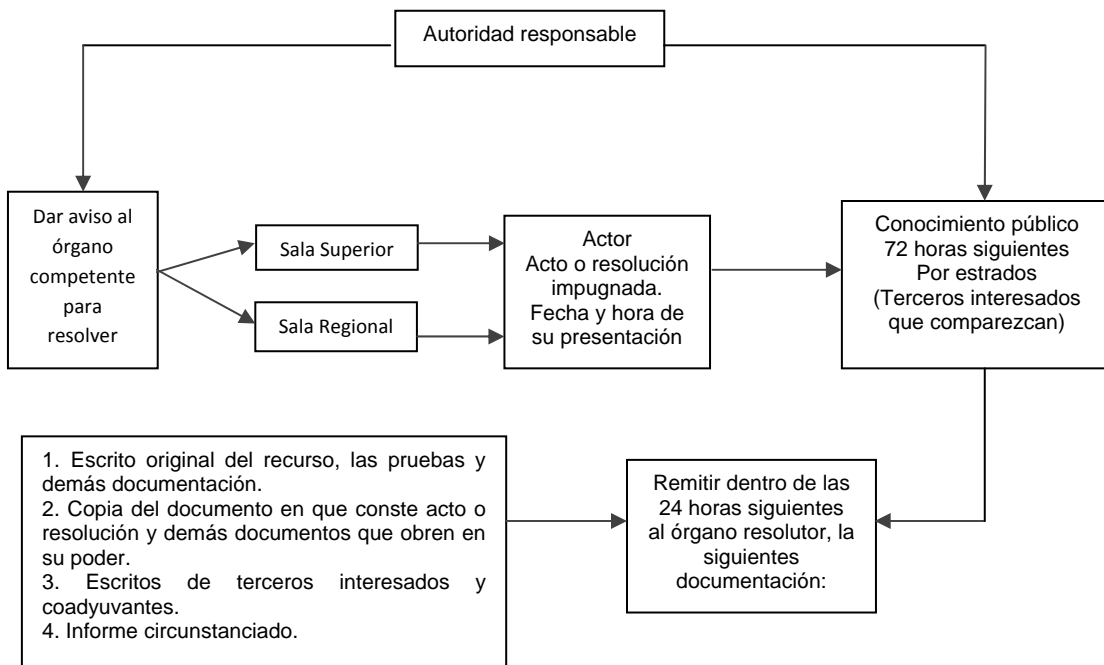 Autoridad responsable
Dar aviso al
órgano
competente
para
resolver
Sala Superior
Sala Regional
Actor
Acto o resolución
impugnada.
Fecha y hora de
su presentación
Conocimiento público
72 horas siguientes
Por estrados
(Terceros interesados
que comparezcan)
1. Escrito original del recurso, las pruebas y
demás documentación.
2. Copia del documento en que conste acto o
resolución y demás documentos que obren en
su poder.
3. Escritos de terceros interesados y
coadyuvantes.
4. Informe circunstanciado.
Remitir dentro de las
24 horas siguientes
al órgano resolutor, la
siguientes
documentación: